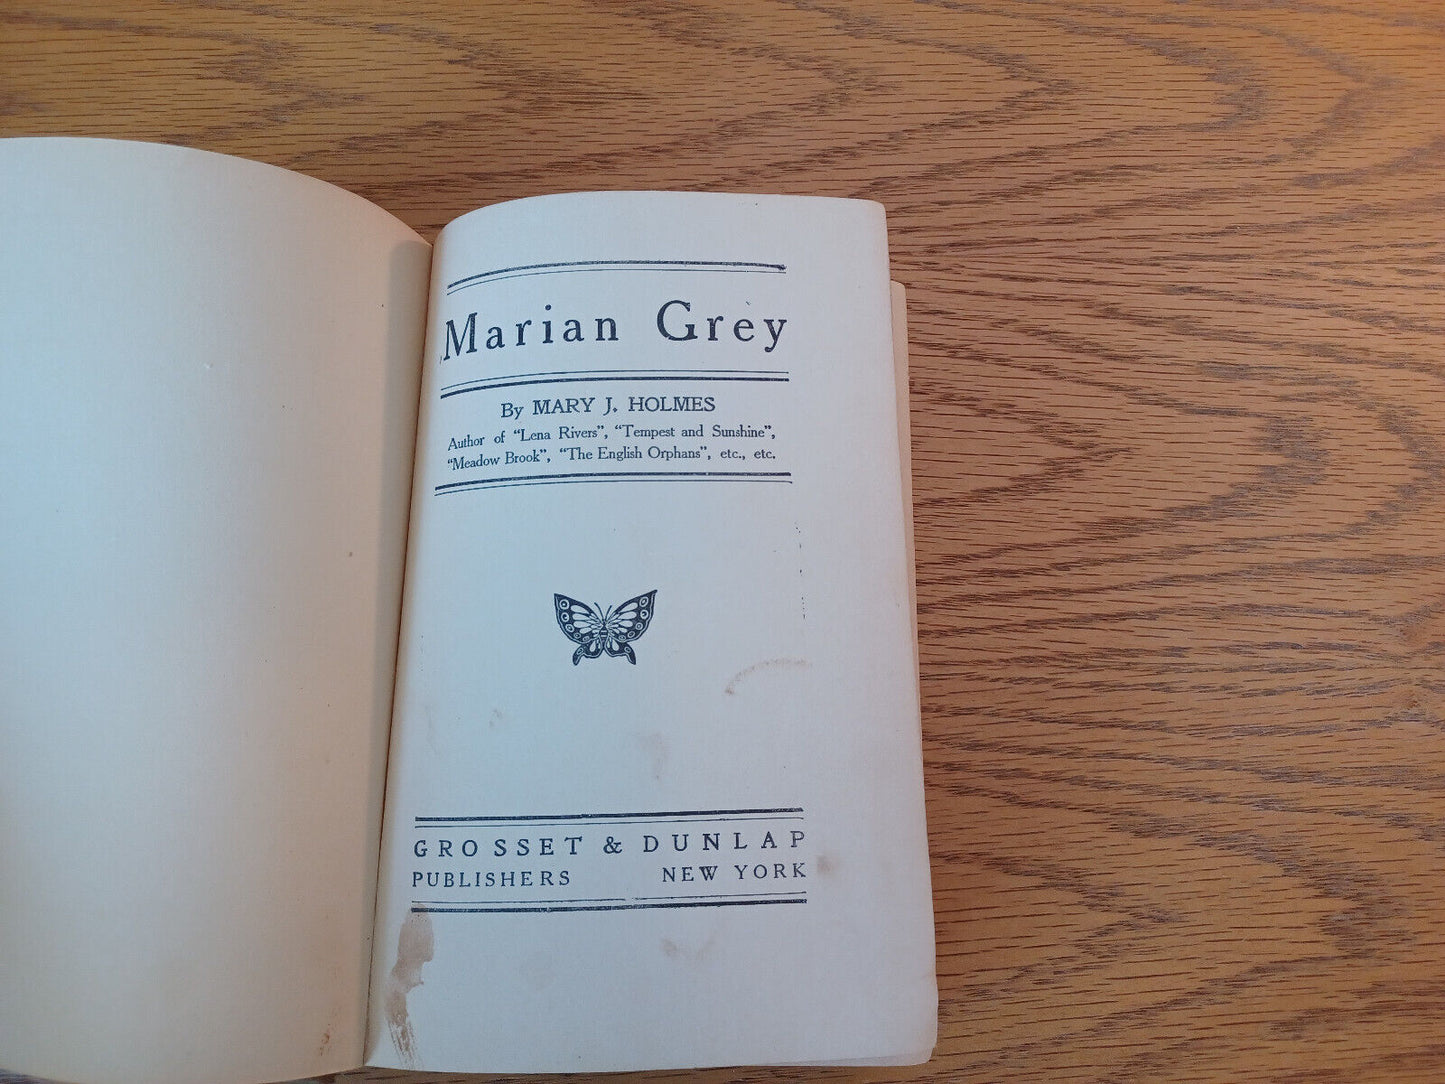 Marian Grey
By MARY J. HOLMES
Author of "Lena Rivers", "Tempest and Sunshine",
"Meadow Brook", "The English Orphans", etc., etc.
GROSSET & DUNLAP
PUBLISHERS NEW YORK